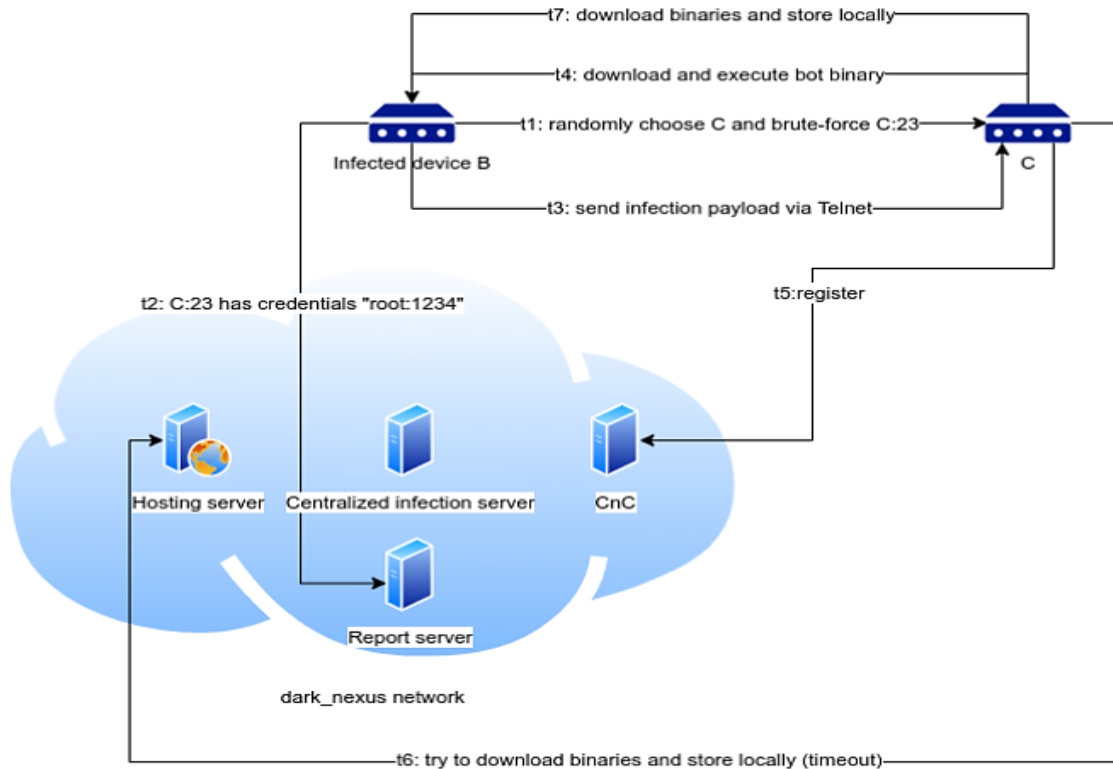 t7: download binaries and store locally
t4: download and execute bot binary
t1: randomly choose C and brute-force C:23
Infected device B
C
t3: send infection payload via Telnet
t5:register
t2: C:23 has credentials "root:1234"
Hosting server
Centralized infection server
CnC
Report server
dark_nexus network
t6: try to download binaries and store locally (timeout)